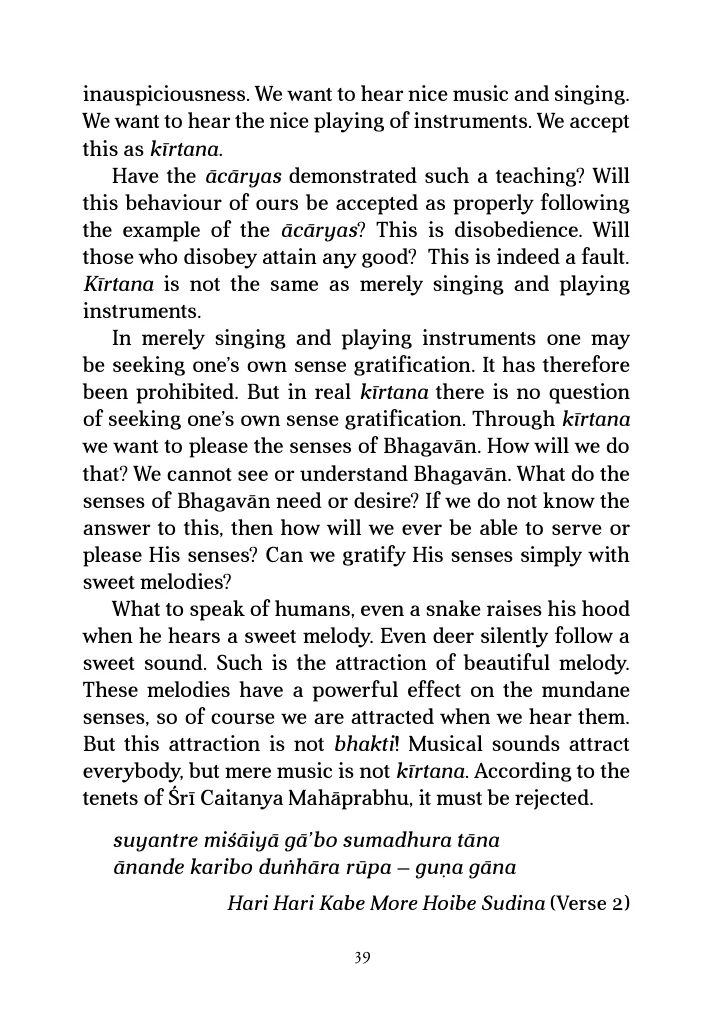 inauspiciousness. We want to hear nice music and singing.
We want to hear the nice playing of instruments. We accept
this as kīrtana.
Have the ācāryas demonstrated such a teaching? Will
this behaviour of ours be accepted as properly following
the example of the ācāryas? This is disobedience. Will
those who disobey attain any good?  This is indeed a fault.
Kīrtana is not the same as merely singing and playing
instruments.
In merely singing and playing instruments one may
be seeking one’s own sense gratification. It has therefore
been prohibited. But in real kīrtana there is no question
of seeking one’s own sense gratification. Through kīrtana
we want to please the senses of Bhagavān. How will we do
that? We cannot see or understand Bhagavān. What do the
senses of Bhagavān need or desire? If we do not know the
answer to this, then how will we ever be able to serve or
please His senses? Can we gratify His senses simply with
sweet melodies?
What to speak of humans, even a snake raises his hood
when he hears a sweet melody. Even deer silently follow a
sweet sound. Such is the attraction of beautiful melody.
These melodies have a powerful effect on the mundane
senses, so of course we are attracted when we hear them.
But this attraction is not bhakti! Musical sounds attract
everybody, but mere music is not kīrtana. According to the
tenets of Śrī Caitanya Mahāprabhu, it must be rejected.
suyantre miśāiyā gā’bo sumadhura tāna
ānande karibo duṅhāra rūpa – guṇa gāna
Hari Hari Kabe More Hoibe Sudina (Verse 2)
39